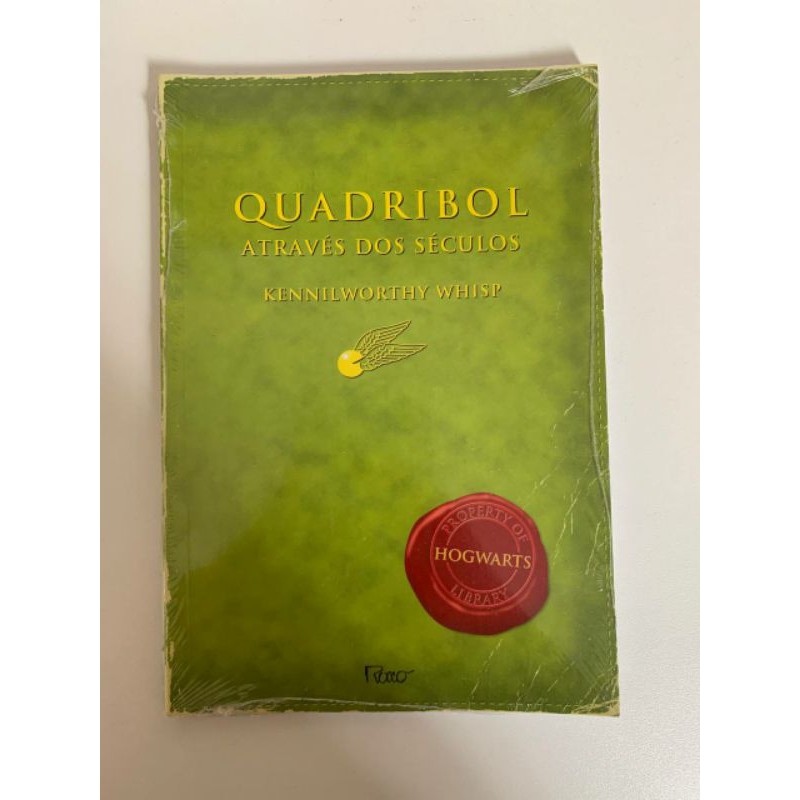 QUADRIBOL
ATRAVÉS DOS SÉCULOS
KENNILWORTHY WHISP
PROPERTY OF
HOGWARTS
LIBRARY
Rocco